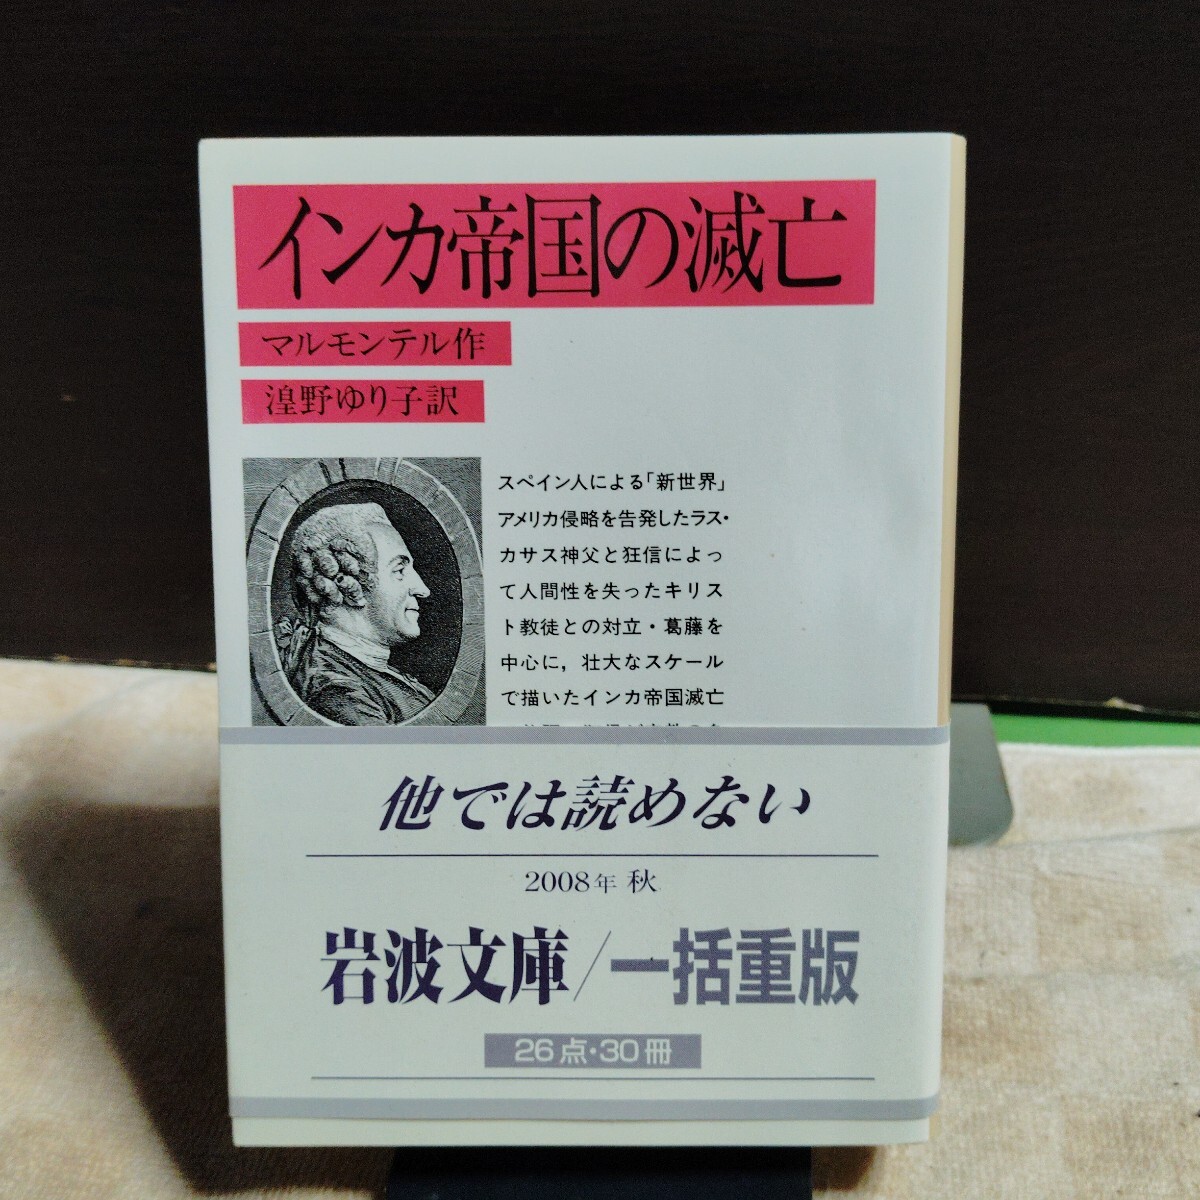 インカ帝国の滅亡
マルモンテル作
湟野ゆり子訳
スペイン人による「新世界」
アメリカ侵略を告発したラス・
カサス神父と狂信によっ
て人間性を失ったキリス
ト教徒との対立・葛藤を
中心に，壮大なスケール
で描いたインカ帝国滅亡
他では読めない
2008年 秋
岩波文庫/一括重版
26点・30冊